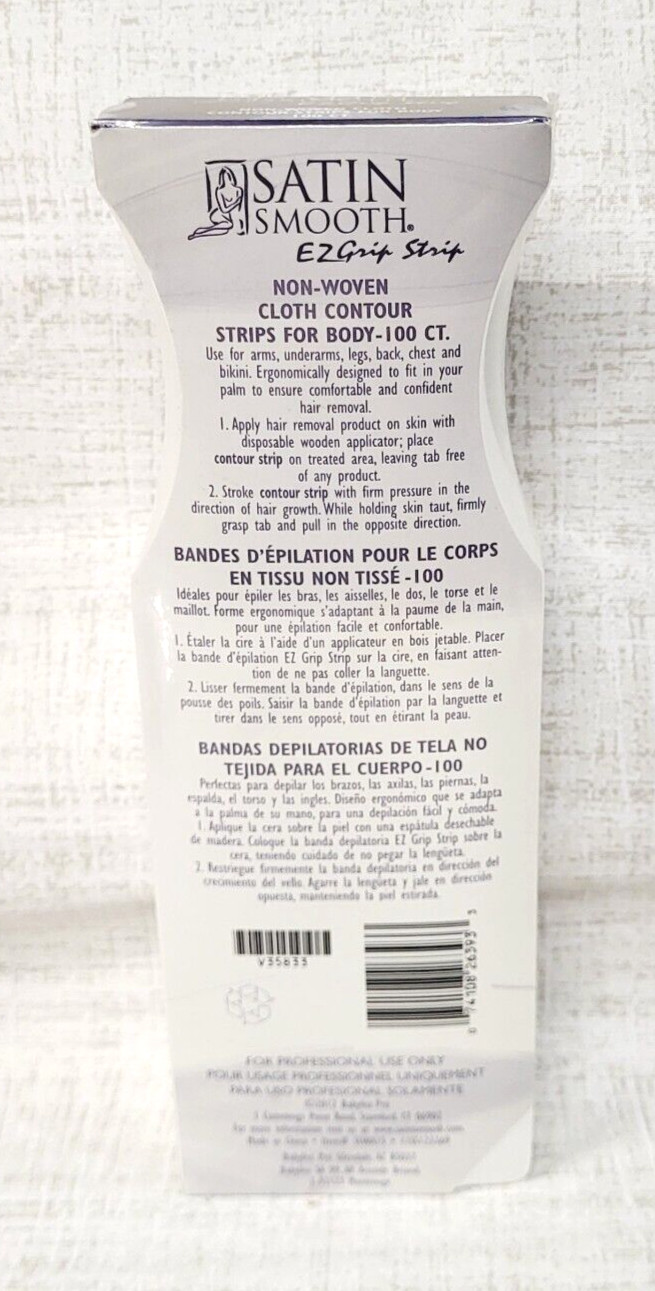 SATIN
SMOOTH®
EZ Grip Strip
NON-WOVEN
CLOTH CONTOUR
STRIPS FOR BODY-100 CT.
Use for arms, underarms, legs, back, chest and
bikini. Ergonomically designed to fit in your
palm to ensure comfortable and confident
hair removal.
1. Apply hair removal product on skin with
disposable wooden applicator; place
contour strip on treated area, leaving tab free
of any product.
2. Stroke contour strip with firm pressure in the
direction of hair growth. While holding skin taut, firmly
grasp tab and pull in the opposite direction.
BANDES D'ÉPILATION POUR LE CORPS
EN TISSU NON TISSÉ -100
Idéales pour épiler les bras, les aisselles, le dos, le torse et le
maillot. Forme ergonomique s'adaptant à la paume de la main,
pour une épilation facile et confortable.
1. Étaler la cire à l'aide d'un applicateur en bois jetable. Placer
la bande d'épilation EZ Grip Strip sur la cire, en faisant atten-
tion de ne pas coller la languette.
2. Lisser fermement la bande d'épilation, dans le sens de la
pousse des poils. Saisir la bande d'épilation par la languette et
tirer dans le sens opposé, tout en étirant la peau.
BANDAS DEPILATORIAS DE TELA NO
TEJIDA PARA EL CUERPO -100
Perfectas para depilar los brazos, las axilas, las piernas, la
espalda, el torso y las ingles. Diseño ergonómico que se adapta
a la palma de su mano, para una depilación fácil y cómoda.
1. Aplique la cera sobre la piel con una espátula desechable
de madera. Coloque la banda depilatoria EZ Grip Strip sobre la
cera, teniendo cuidado de no pegar la lengüeta.
2. Restriegue firmemente la banda depilatoria en dirección del
crecimiento del vello. Agarre la lengüeta y jale en dirección
opuesta, manteniendo la piel estirada.
V35633
0 74108 26393 3
FOR PROFESSIONAL USE ONLY
POUR USAGE PROFESSIONNEL UNIQUEMENT
PARA USO PROFESIONAL SOLAMENTE